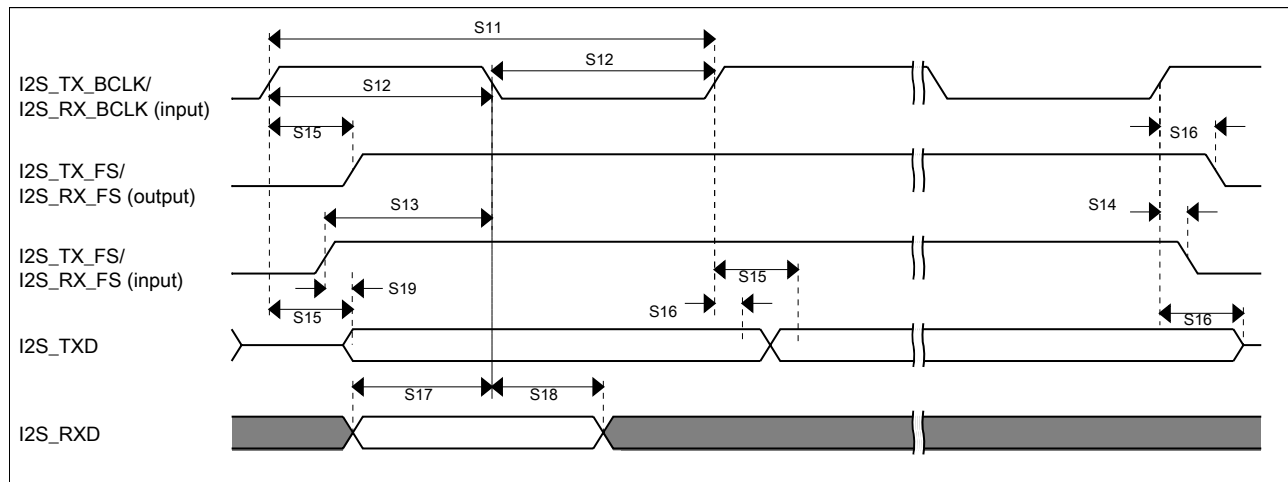 S11
S12
I2S_TX_BCLK/
I2S_RX_BCLK (input)
S12
S15
S16
I2S_TX_FS/
I2S_RX_FS (output)
S13
S14
I2S_TX_FS/
I2S_RX_FS (input)
S15
S19
S15
S16
S16
I2S_TXD
S17
S18
I2S_RXD